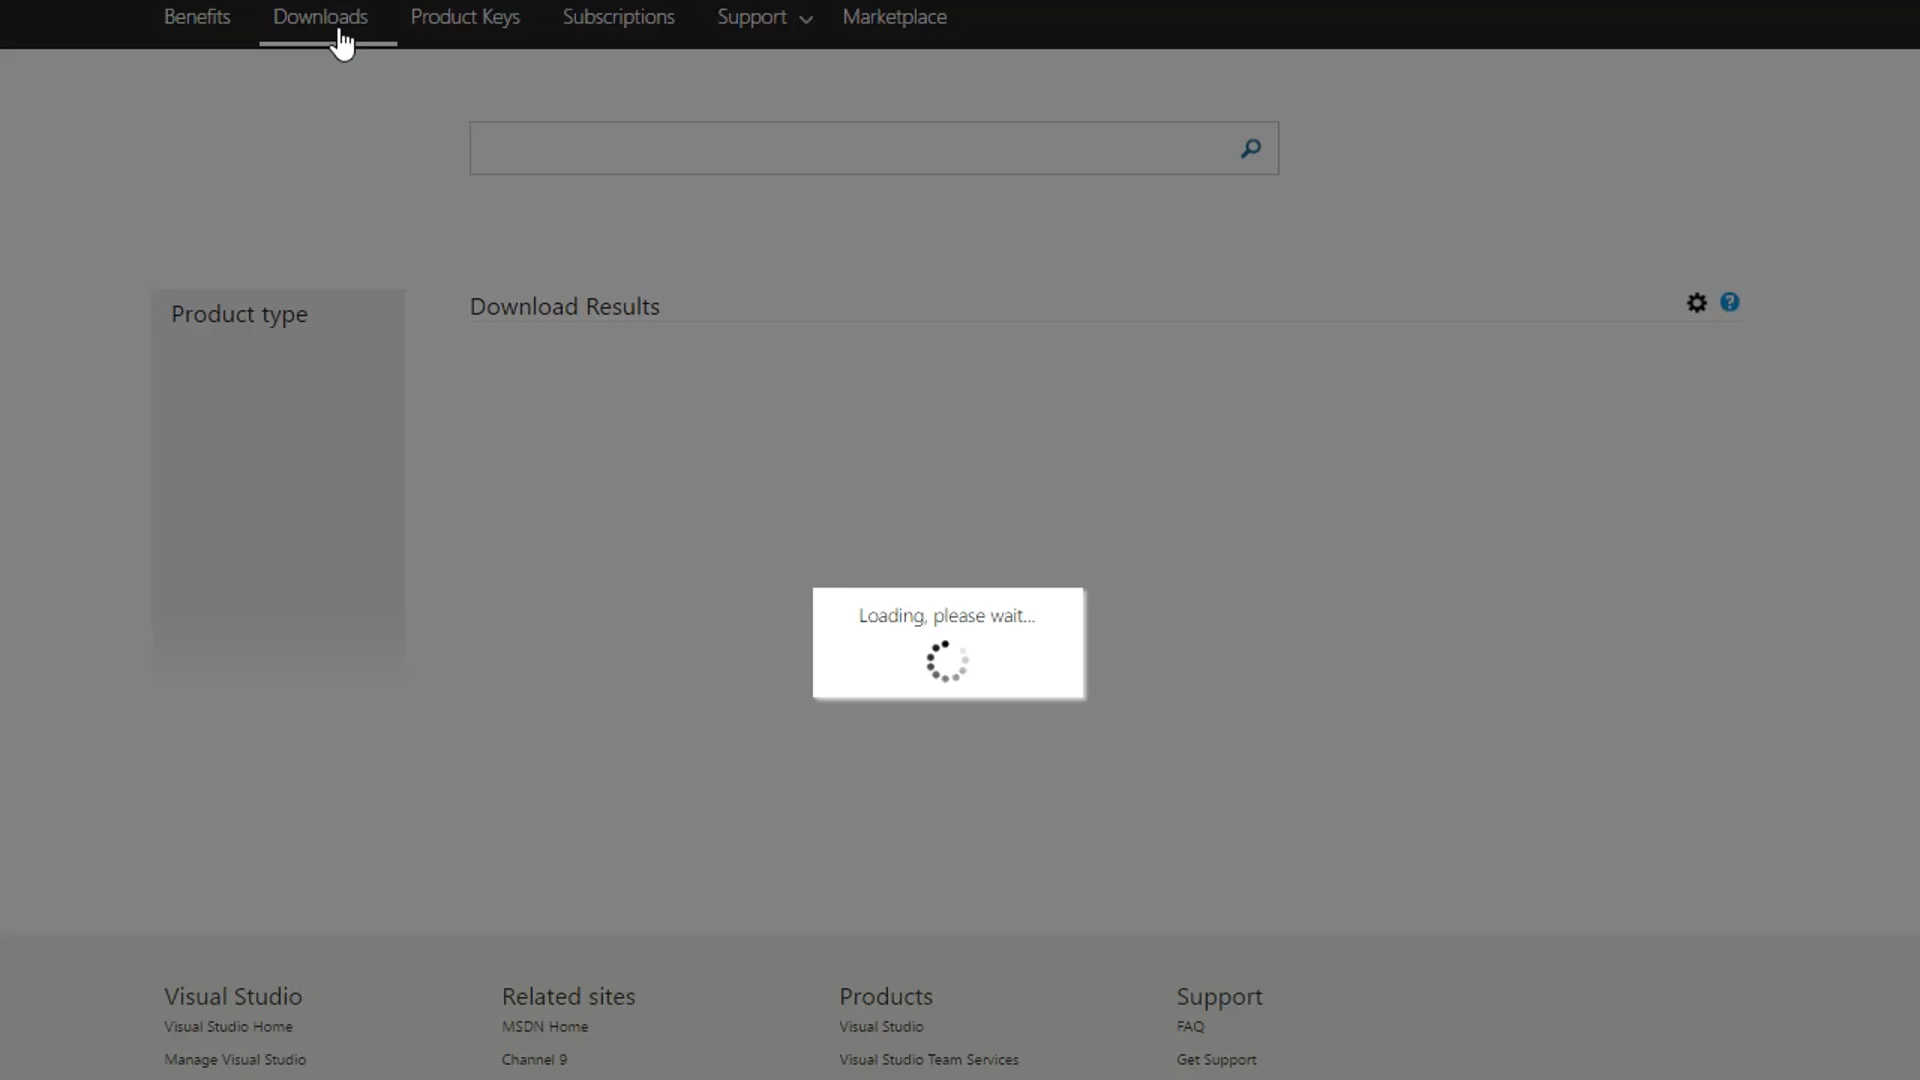 Benefits Downloads Product Keys Subscriptions Support Marketplace
Product type
Download Results
Loading, please wait...
Visual Studio Related sites Products Support
Visual Studio Home MSDN Home Visual Studio FAQ
Manage Visual Studio Channel 9 Visual Studio Team Services Get Support